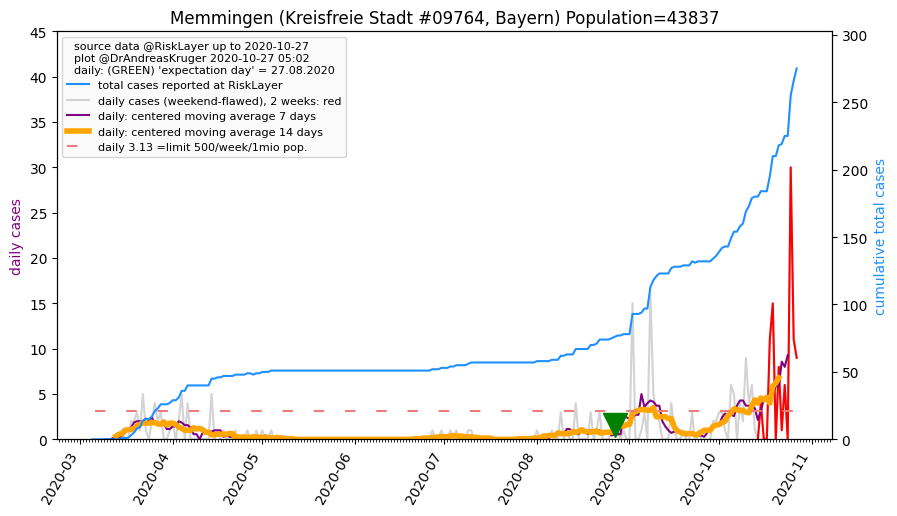 Memmingen (Kreisfreie Stadt #09764, Bayern) Population=43837
source data @RiskLayer up to 2020-10-27
plot @DrAndreasKruger 2020-10-27 05:02
daily: (GREEN) 'expectation day' = 27.08.2020
total cases reported at RiskLayer
daily cases (weekend-flawed), 2 weeks: red
daily: centered moving average 7 days
daily: centered moving average 14 days
daily 3.13 =limit 500/week/1mio pop.
daily cases
45
40
35
30
25
20
15
10
5
0
cumulative total cases
300
250
200
150
100
50
0
2020-03
2020-04
2020-05
2020-06
2020-07
2020-08
2020-09
2020-10
2020-11